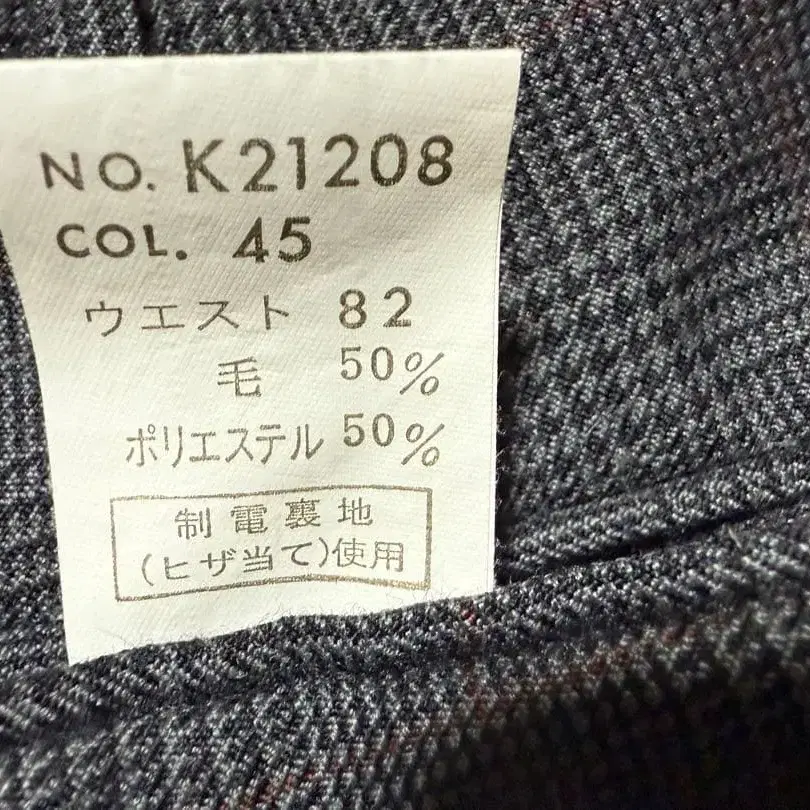 NO. K21208
COL. 45
ウエスト 82
毛 50%
ポリエステル 50%
制電裏地
(ヒザ当て)使用